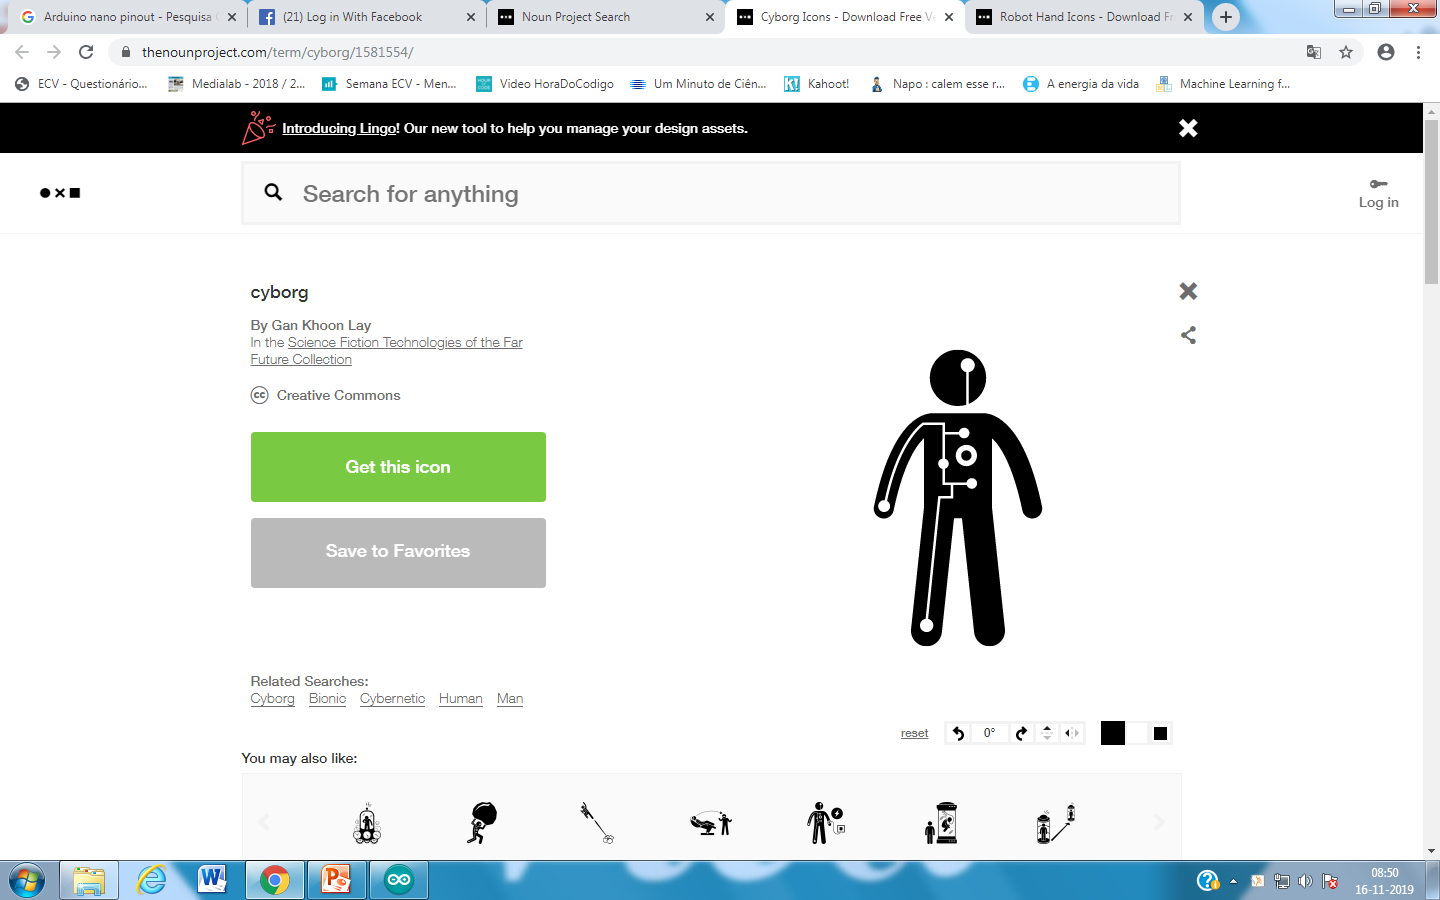 Arduino nano pinout - Pesquisa
(21) Log in With Facebook
Noun Project Search
Cyborg Icons - Download Free Ve
Robot Hand Icons - Download Fr
thenounproject.com/term/cyborg/1581554/
ECV - Questionário...
Medialab - 2018 / 2...
Semana ECV - Men...
Video HoraDoCodigo
Um Minuto de Ciên...
Kahoot!
Napo : calem esse r...
A energia da vida
Machine Learning f...
Introducing Lingo! Our new tool to help you manage your design assets.
Search for anything
Log in
cyborg
By Gan Khoon Lay
In the Science Fiction Technologies of the Far
Future Collection
cc Creative Commons
Get this icon
Save to Favorites
Related Searches:
Cyborg Bionic Cybernetic Human Man
reset 0°
You may also like:
08:50
16-11-2019